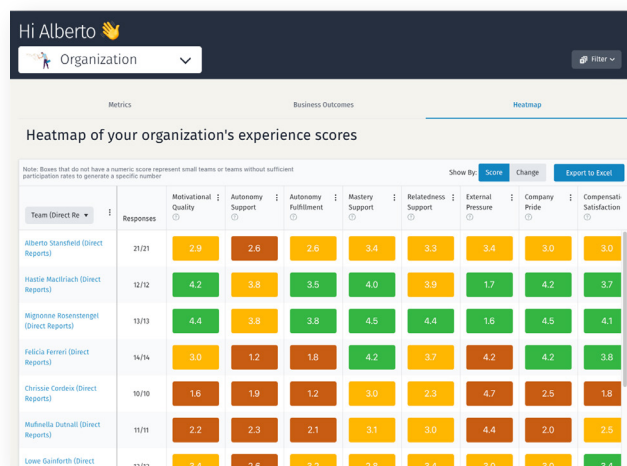 Hi Alberto 👋
Organization
Filter
Metrics
Business Outcomes
Heatmap
Heatmap of your organization's experience scores
Note: Boxes that do not have a numeric score represent small teams or teams without sufficient
participation rates to generate a specific number
Show By: Score Change
Export to Excel
Team (Direct Re
Responses
Motivational Quality
Autonomy Support
Autonomy Fulfillment
Mastery Support
Relatedness Support
External Pressure
Company Pride
Compensati Satisfaction
Alberto Stansfield (Direct Reports)
21/21 2.9 2.6 2.6 3.4 3.3 3.4 3.0 3.0
Hastie MacIlriach (Direct Reports)
12/12 4.2 3.8 3.5 4.0 3.9 1.7 4.2 3.7
Mignonne Rosenstengel (Direct Reports)
13/13 4.4 3.8 3.8 4.5 4.4 1.6 4.5 4.1
Felicia Ferreri (Direct Reports)
14/14 3.0 1.2 1.8 4.2 3.7 4.2 4.2 3.8
Chrissie Cordeix (Direct Reports)
10/10 1.6 1.9 1.2 3.0 2.3 4.7 2.5 1.8
Mufinella Dutnall (Direct Reports)
11/11 2.2 2.3 2.1 3.1 3.0 4.4 2.0 2.5
Lowe Gainforth (Direct